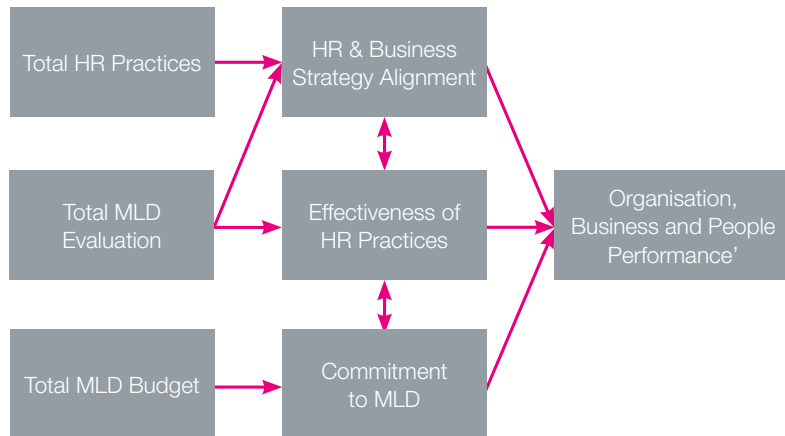 Total HR Practices
HR & Business
Strategy Alignment
Total MLD
Evaluation
Effectiveness of
HR Practices
Organisation,
Business and People
Performance’
Total MLD Budget
Commitment
to MLD